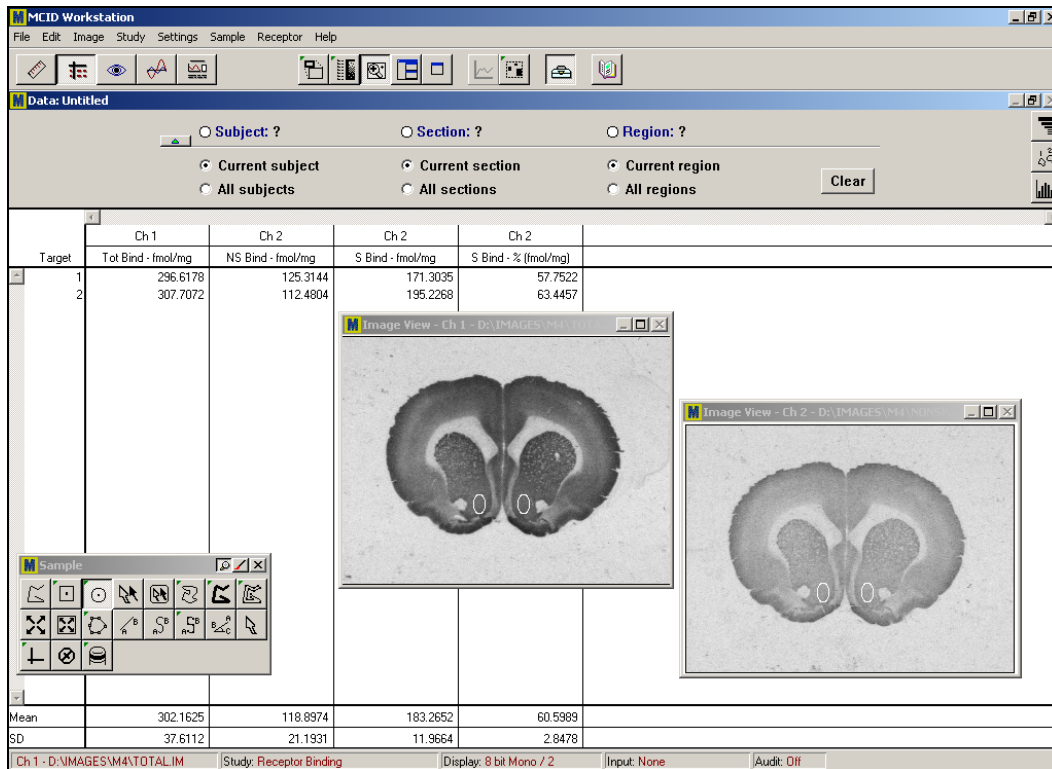 MCID Workstation
File Edit Image Study Settings Sample Receptor Help
Data: Untitled
Subject: ? Section: ? Region: ?
Current subject Current section Current region
All subjects All sections All regions
Clear
Ch 1 Ch 2 Ch 2 Ch 2
Target Tot Bind - fmol/mg NS Bind - fmol/mg S Bind - fmol/mg S Bind - % (fmol/mg)
1 296.6178 125.3144 171.3035 57.7522
2 307.7072 112.4804 195.2268 63.4457
Image View - Ch 1 - D:\IMAGES\M4\TOT
Image View - Ch 2 - D:\IMAGES\M4\NONS
Sample
Mean 302.1625 118.8974 183.2652 60.5989
SD 37.6112 21.1931 11.9664 2.8478
Ch 1 - D:\IMAGES\M4\TOTAL.IM Study: Receptor Binding Display: 8 bit Mono / 2 Input: None Audit: Off